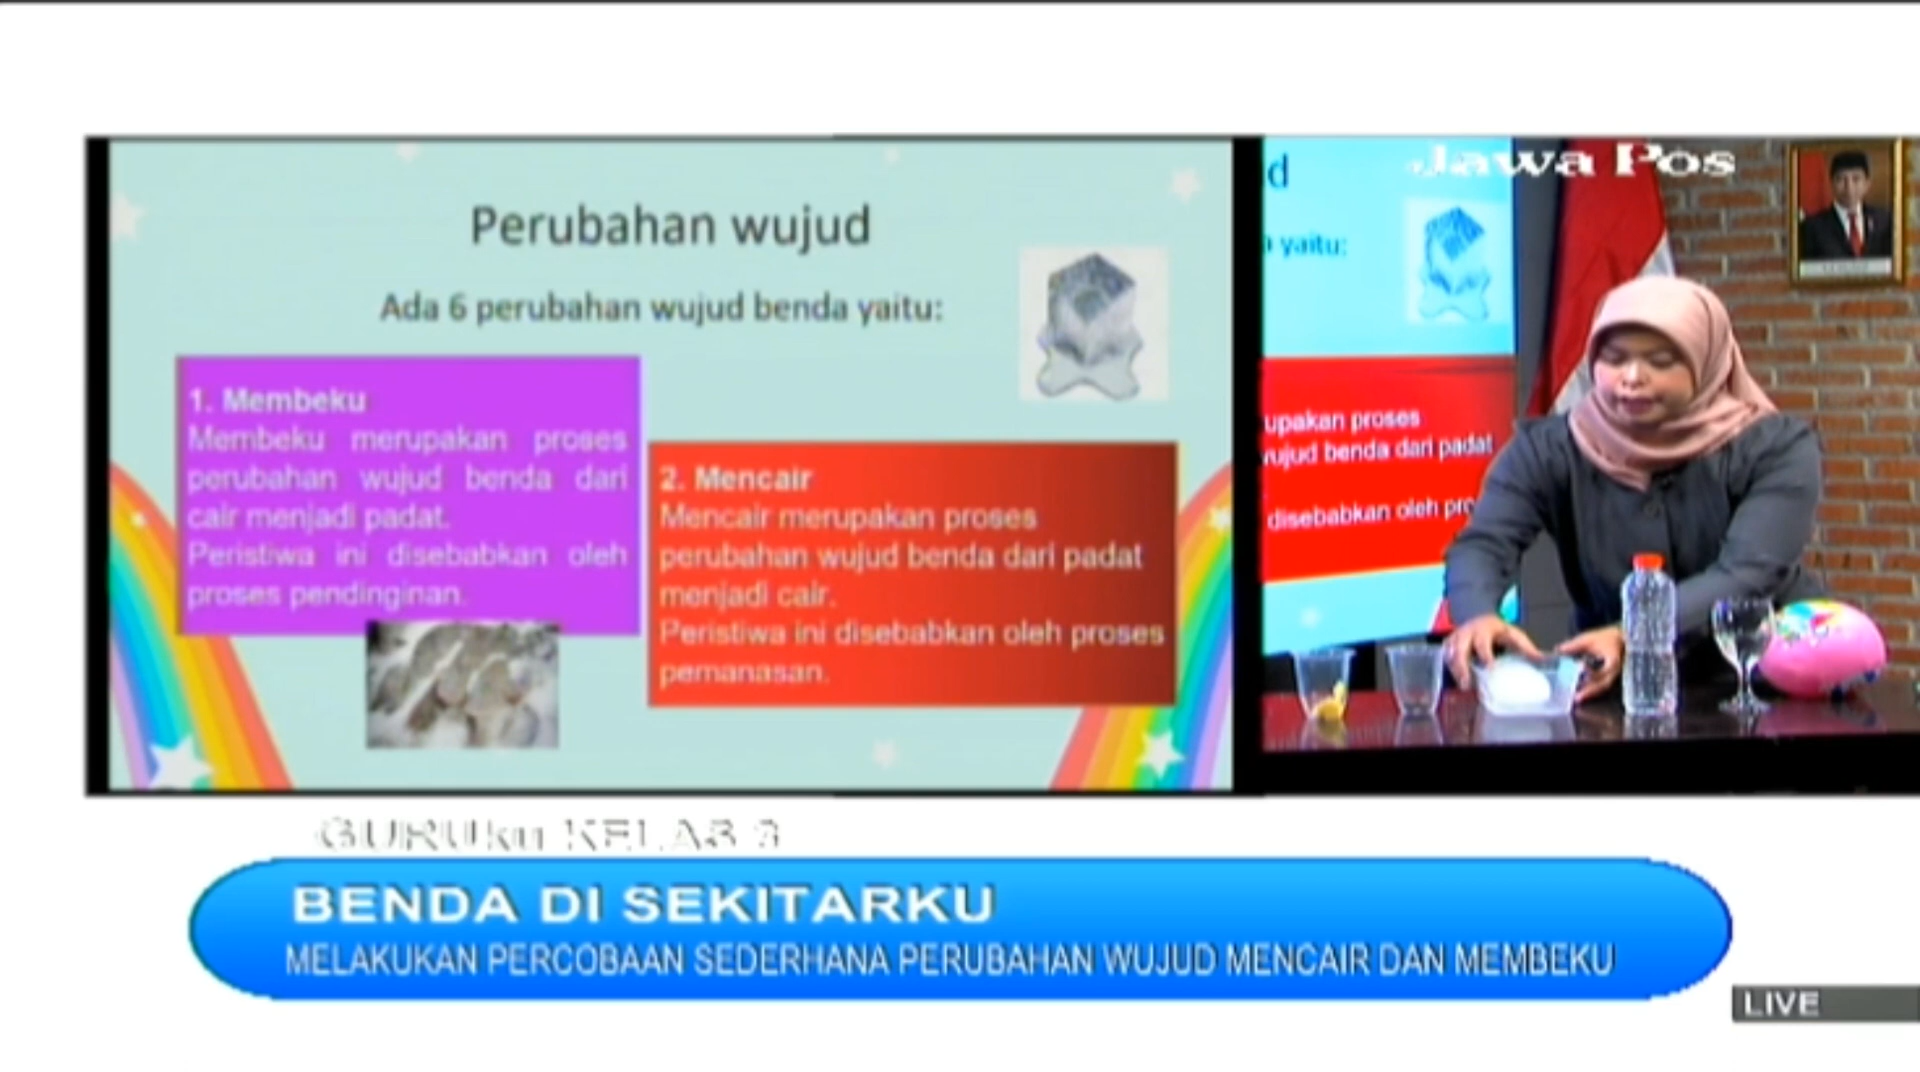 Perubahan wujud
Ada 6 perubahan wujud benda yaitu:
1. Membeku
Membeku merupakan proses
perubahan wujud benda dari
cair menjadi padat.
Peristiwa ini disebabkan oleh
proses pendinginan.
2. Mencair
Mencair merupakan proses
perubahan wujud benda dari padat
menjadi cair.
Peristiwa ini disebabkan oleh proses
pemanasan.
Jawa Pos
d
yaitu:
upakan proses
rujud benda dari padat
disebabkan oleh pro
GURUku KELAS 3
BENDA DI SEKITARKU
MELAKUKAN PERCOBAAN SEDERHANA PERUBAHAN WUJUD MENCAIR DAN MEMBEKU
LIVE